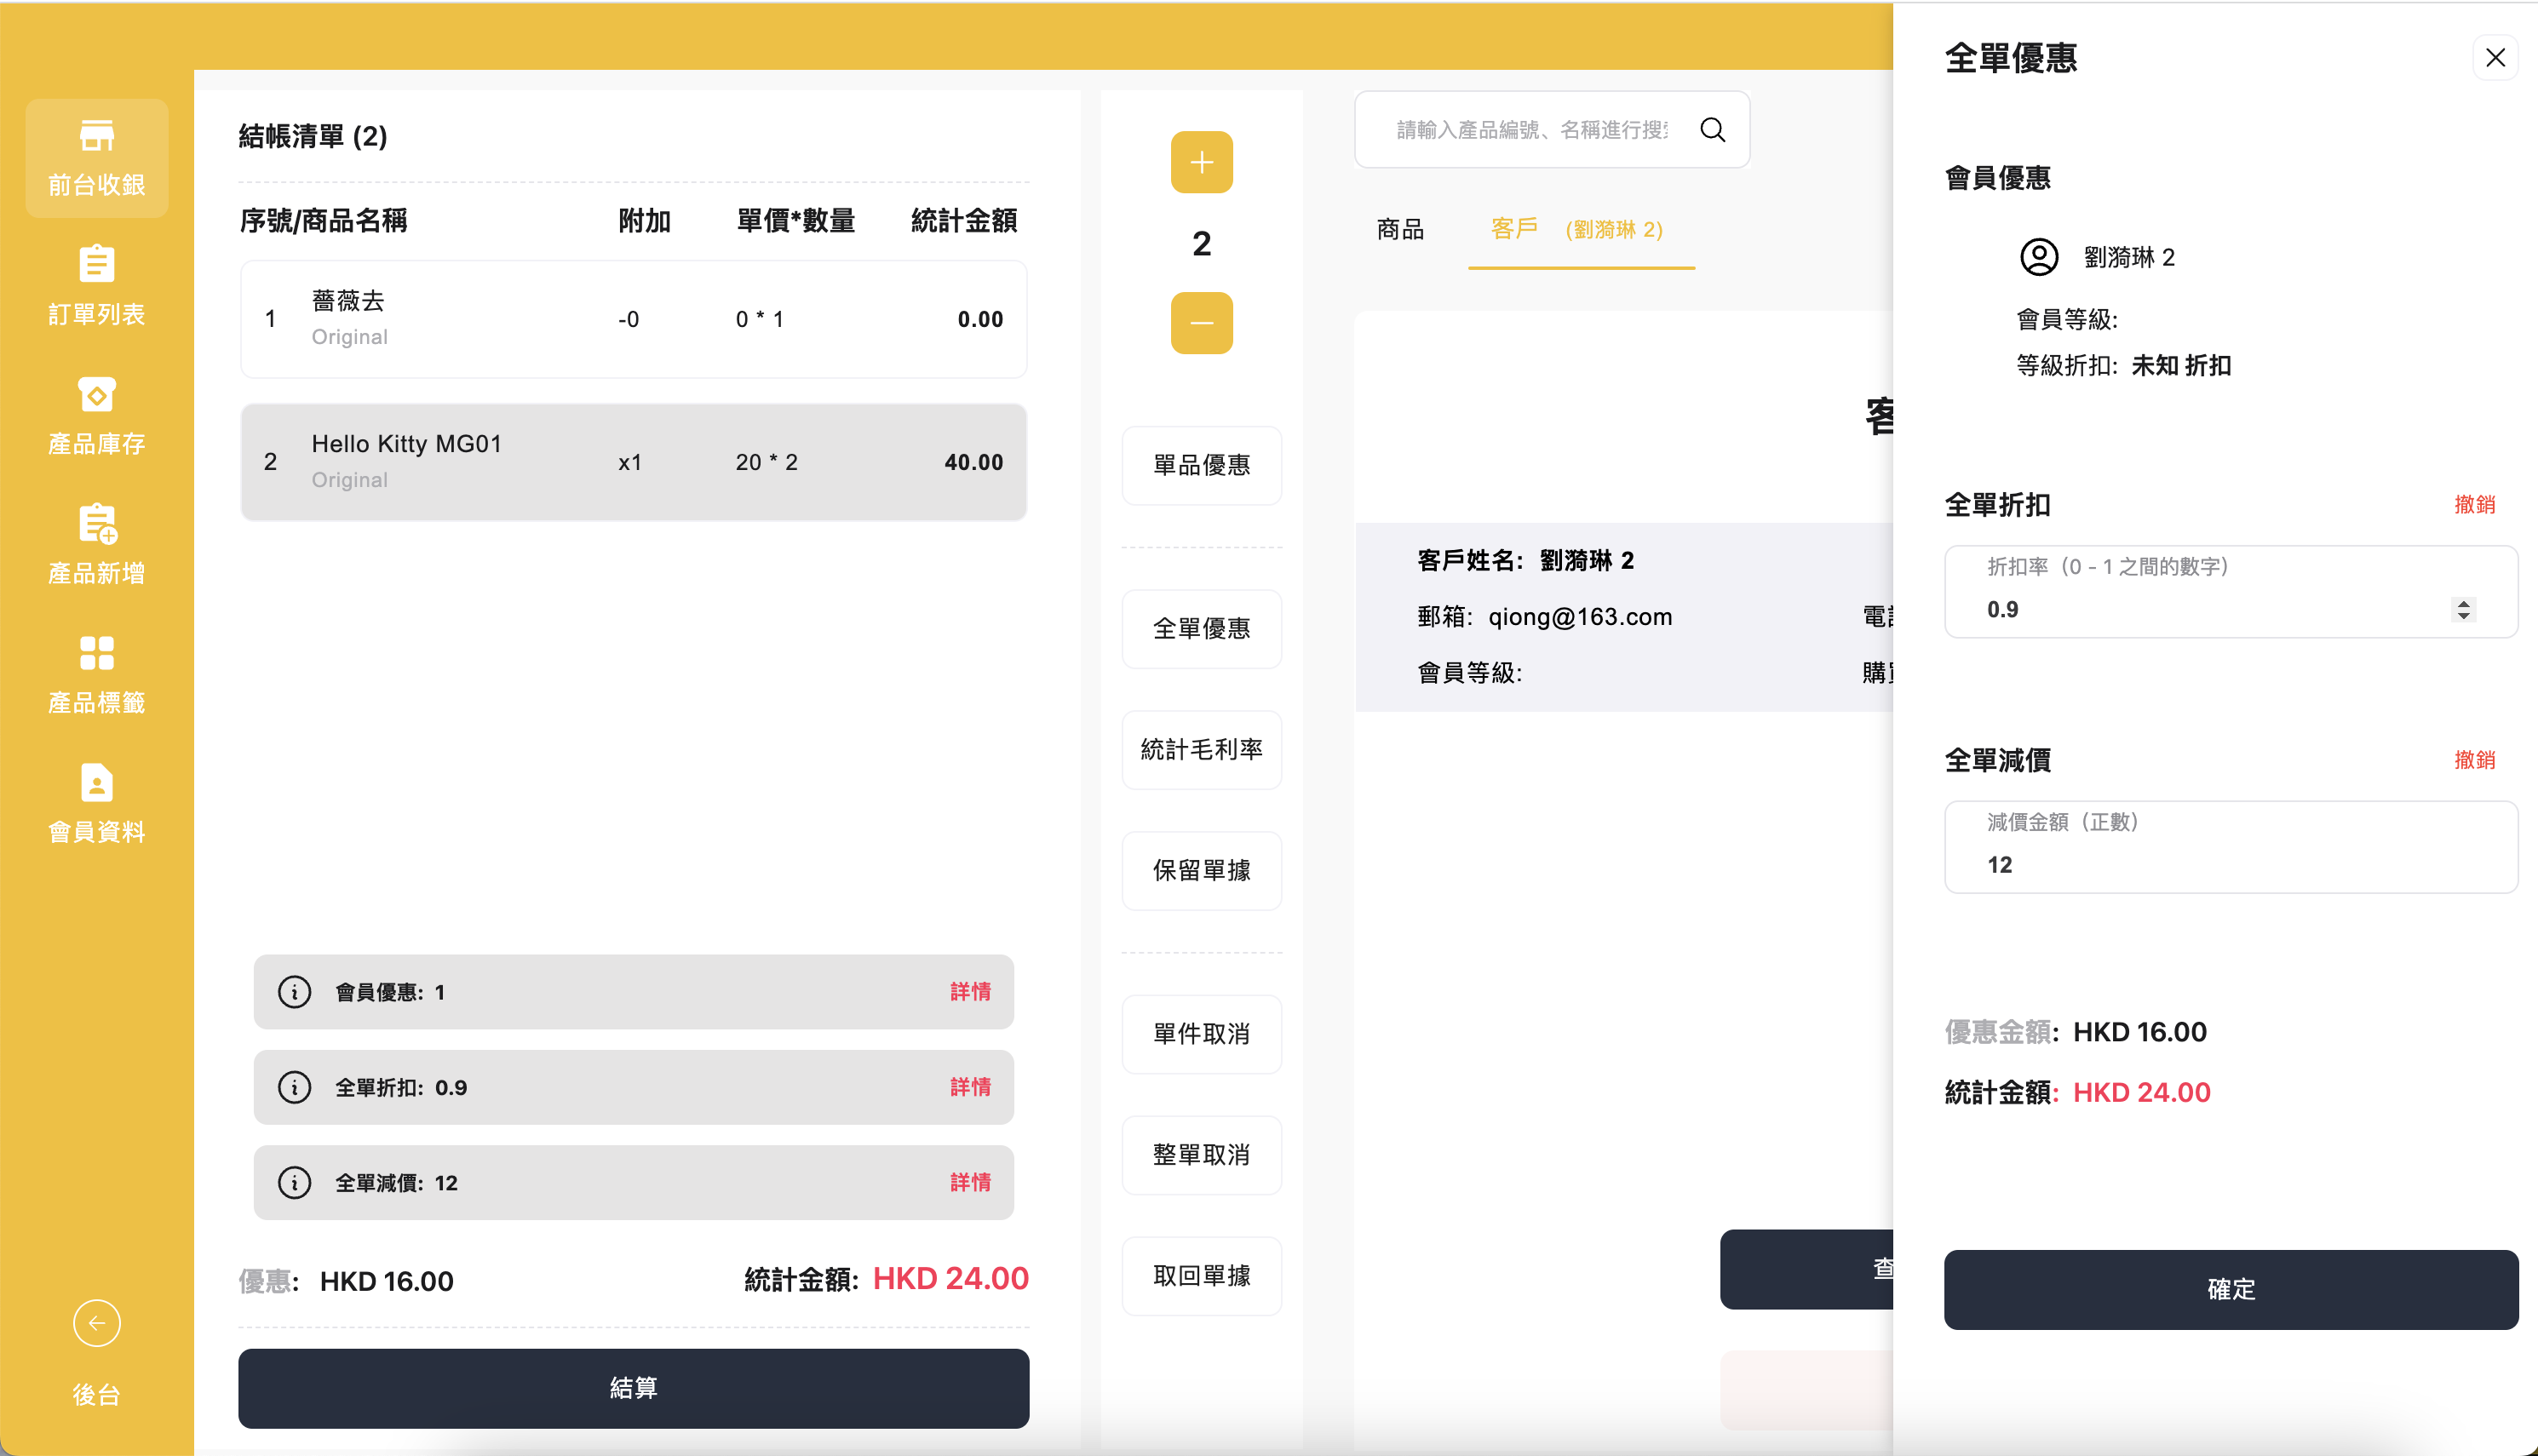 前台收銀
訂單列表
產品庫存
產品新增
產品標籤
會員資料
後台
結帳清單 (2)
序號/商品名稱 附加 單價*數量 統計金額
1 薔薇去 -0 0 * 1 0.00
Original
2 Hello Kitty MG01 x1 20 * 2 40.00
Original
會員優惠: 1 詳情
全單折扣: 0.9 詳情
全單減價: 12 詳情
優惠: HKD 16.00 統計金額: HKD 24.00
結算
2
單品優惠
全單優惠
統計毛利率
保留單據
單件取消
整單取消
取回單據
請輸入產品編號、名稱進行搜
商品 客戶 (劉漪琳 2)
客
客戶姓名: 劉漪琳 2
郵箱: qiong@163.com
會員等級:
查
全單優惠
會員優惠
劉漪琳 2
會員等級:
等級折扣: 未知 折扣
全單折扣 撤銷
折扣率（0 - 1 之間的數字）
0.9
全單減價 撤銷
減價金額（正數）
12
優惠金額: HKD 16.00
統計金額: HKD 24.00
確定